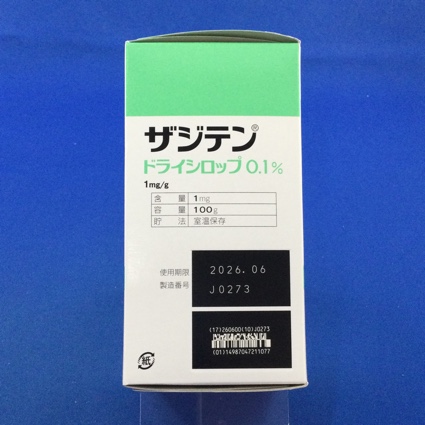 ザジテン®
ドライシロップ 0.1%
1mg/g
含 量 1mg
容 量 100g
貯 法 室温保存
使用期限 2026.06
製造番号 J0273
(17)260600(10)J0273
(01)14987047211077
紙